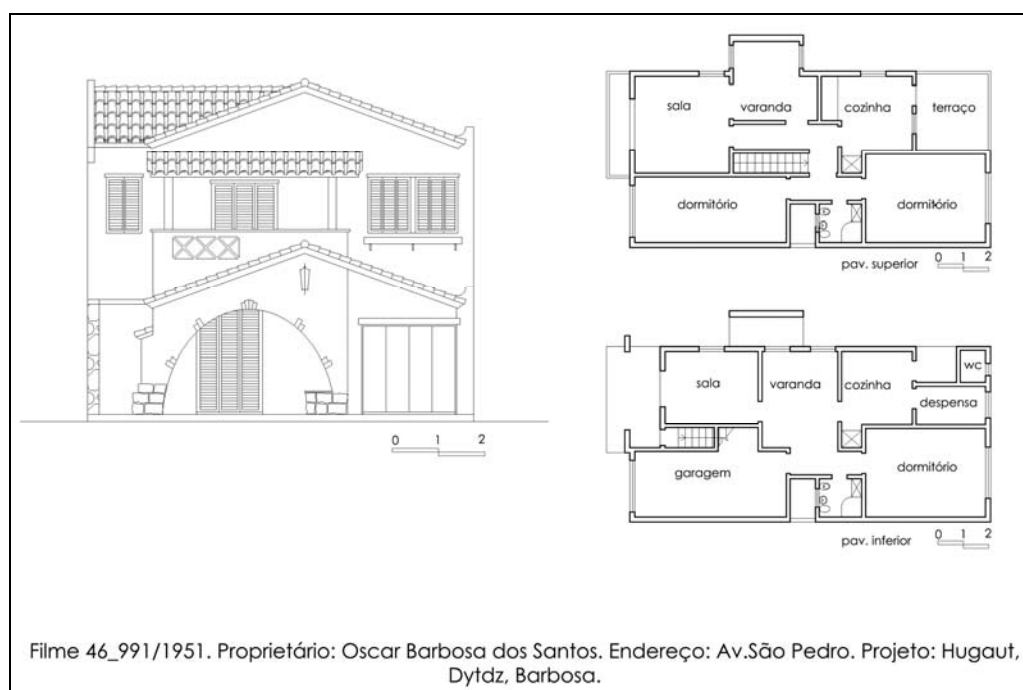 sala
varanda
cozinha
terraço
dormitório
dormitório
pav. superior
0 1 2
0 1 2
sala
varanda
cozinha
wc
despensa
garagem
dormitório
pav. inferior
0 1 2
Filme 46_991/1951. Proprietário: Oscar Barbosa dos Santos. Endereço: Av.São Pedro. Projeto: Hugaut,
Dytdz, Barbosa.